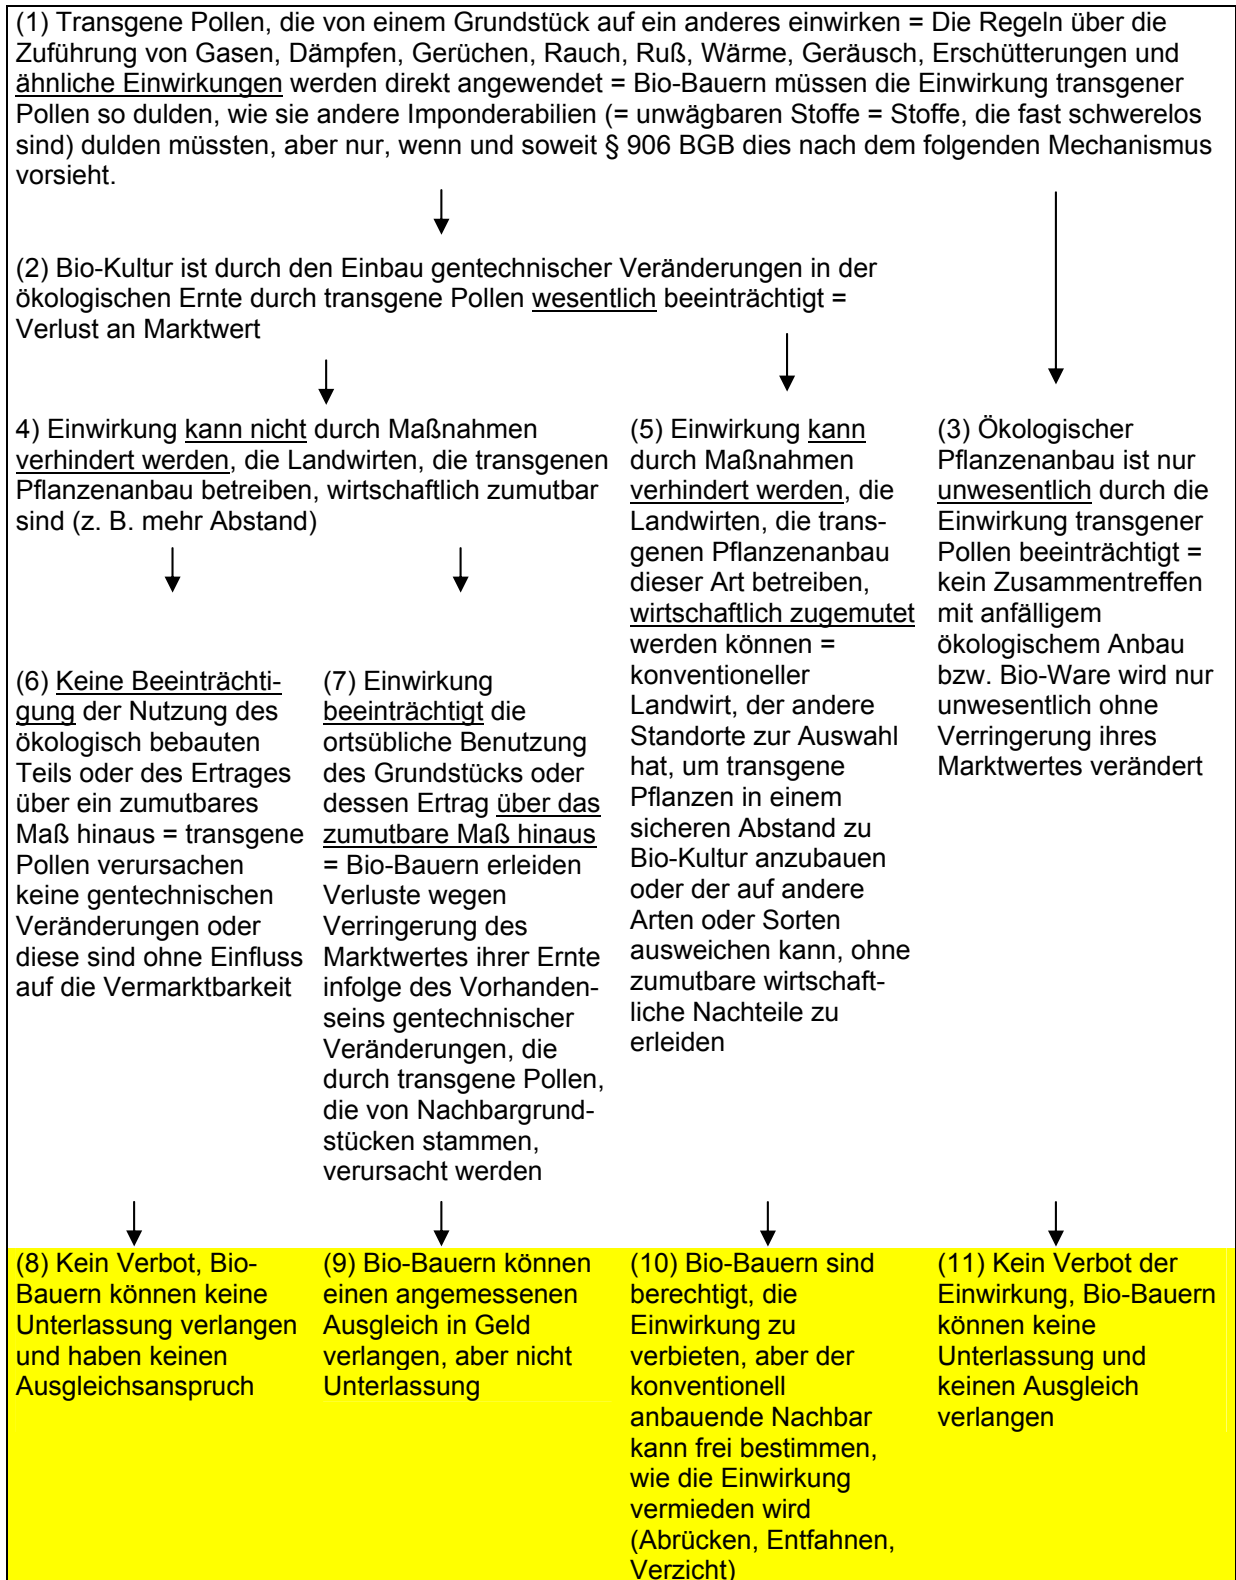 (1) Transgene Pollen, die von einem Grundstück auf ein anderes einwirken = Die Regeln über die
Zuführung von Gasen, Dämpfen, Gerüchen, Rauch, Ruß, Wärme, Geräusch, Erschütterungen und
ähnliche Einwirkungen werden direkt angewendet = Bio-Bauern müssen die Einwirkung transgener
Pollen so dulden, wie sie andere Imponderabilien (= unwägbaren Stoffe = Stoffe, die fast schwerelos
sind) dulden müssten, aber nur, wenn und soweit § 906 BGB dies nach dem folgenden Mechanismus
vorsieht.
(2) Bio-Kultur ist durch den Einbau gentechnischer Veränderungen in der
ökologischen Ernte durch transgene Pollen wesentlich beeinträchtigt =
Verlust an Marktwert
4) Einwirkung kann nicht durch Maßnahmen
verhindert werden, die Landwirten, die transgenen
Pflanzenanbau betreiben, wirtschaftlich zumutbar
sind (z. B. mehr Abstand)
(5) Einwirkung kann
durch Maßnahmen
verhindert werden, die
Landwirten, die trans-
genen Pflanzenanbau
dieser Art betreiben,
wirtschaftlich zugemutet
werden können =
konventioneller
Landwirt, der andere
Standorte zur Auswahl
hat, um transgene
Pflanzen in einem
sicheren Abstand zu
Bio-Kultur anzubauen
oder der auf andere
Arten oder Sorten
ausweichen kann, ohne
zumutbare wirtschaft-
liche Nachteile zu
erleiden
(3) Ökologischer
Pflanzenanbau ist nur
unwesentlich durch die
Einwirkung transgener
Pollen beeinträchtigt =
kein Zusammentreffen
mit anfälligem
ökologischem Anbau
bzw. Bio-Ware wird nur
unwesentlich ohne
Verringerung ihres
Marktwertes verändert
(6) Keine Beeinträchti-
gung der Nutzung des
ökologisch bebauten
Teils oder des Ertrages
über ein zumutbares
Maß hinaus = transgene
Pollen verursachen
keine gentechnischen
Veränderungen oder
diese sind ohne Einfluss
auf die Vermarktbarkeit
(7) Einwirkung
beeinträchtigt die
ortsübliche Benutzung
des Grundstücks oder
dessen Ertrag über das
zumutbare Maß hinaus
= Bio-Bauern erleiden
Verluste wegen
Verringerung des
Marktwertes ihrer Ernte
infolge des Vorhanden-
seins gentechnischer
Veränderungen, die
durch transgene Pollen,
die von Nachbargrund-
stücken stammen,
verursacht werden
(8) Kein Verbot, Bio-
Bauern können keine
Unterlassung verlangen
und haben keinen
Ausgleichsanspruch
(9) Bio-Bauern können
einen angemessenen
Ausgleich in Geld
verlangen, aber nicht
Unterlassung
(10) Bio-Bauern sind
berechtigt, die
Einwirkung zu
verbieten, aber der
konventionell
anbauende Nachbar
kann frei bestimmen,
wie die Einwirkung
vermieden wird
(Abrücken, Entfahnen,
Verzicht)
(11) Kein Verbot der
Einwirkung, Bio-Bauern
können keine
Unterlassung und
keinen Ausgleich
verlangen